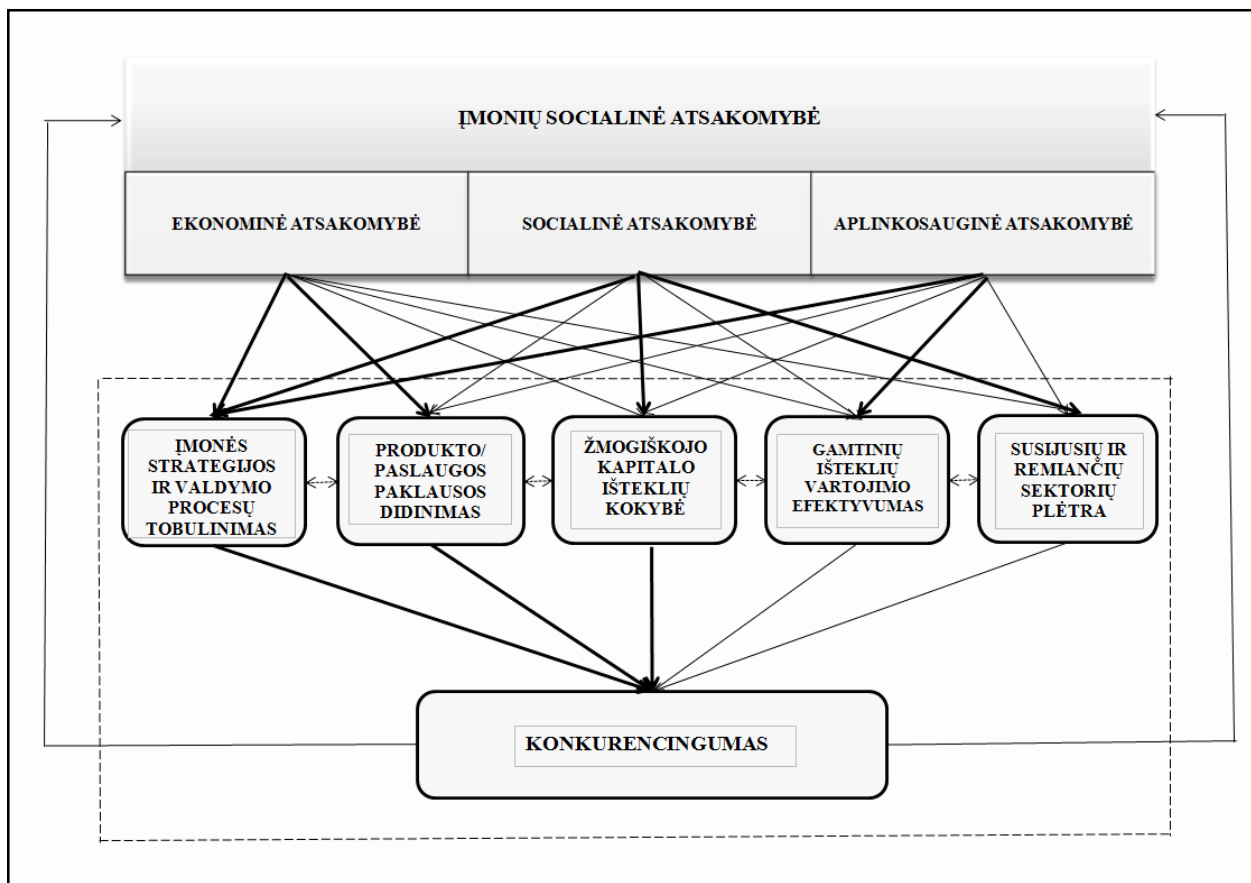 ĮMONIŲ SOCIALINĖ ATSAKOMYBĖ
EKONOMINĖ ATSAKOMYBĖ
SOCIALINĖ ATSAKOMYBĖ
APLINKOSAUGINĖ ATSAKOMYBĖ
ĮMONĖS
STRATEGIJOS
IR VALDYMO
PROCESŲ
TOBULINIMAS
PRODUKTO/
PASLAUGOS
PAKLAUSOS
DIDINIMAS
ŽMOGIŠKOJO
KAPITALO
IŠTEKLIŲ
KOKYBĖ
GAMTINIŲ
IŠTEKLIŲ
VARTOJIMO
EFEKTYVUMAS
SUSIJUSIŲ IR
REMIANČIŲ
SEKTORIŲ
PLĖTRA
KONKURENCINGUMAS